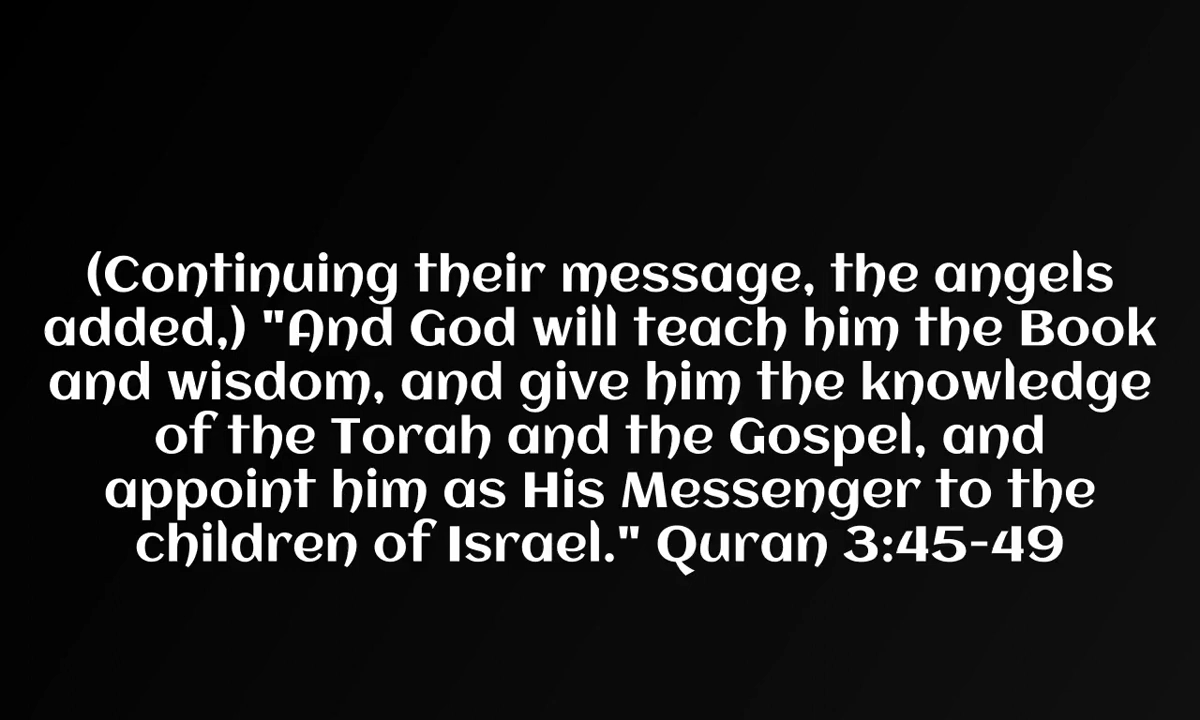 (Continuing their message, the angels
added,) "And God will teach him the Book
and wisdom, and give him the knowledge
of the Torah and the Gospel, and
appoint him as His Messenger to the
children of Israel." Quran 3:45-49